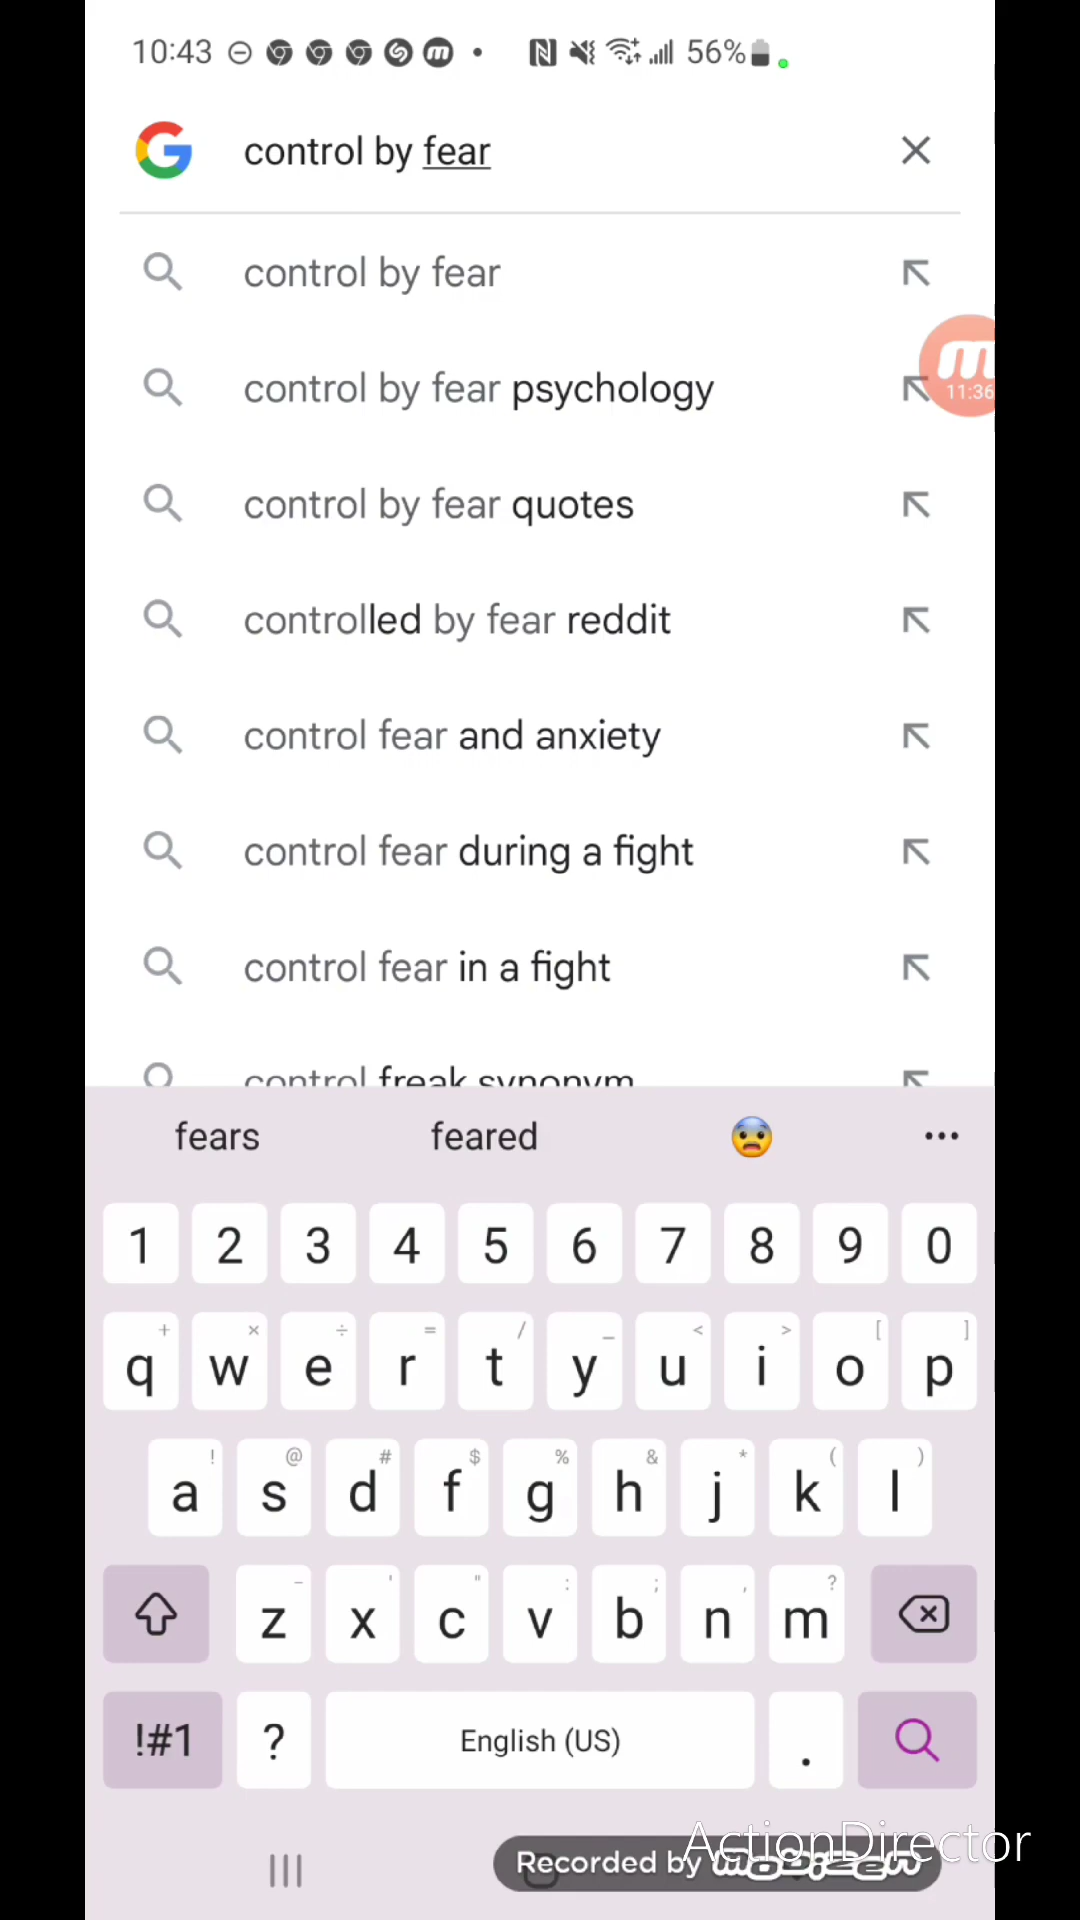 10:43 56%
control by fear
control by fear
control by fear psychology
11:36
control by fear quotes
controlled by fear reddit
control fear and anxiety
control fear during a fight
control fear in a fight
control freak synonym
fears feared
1 2 3 4 5 6 7 8 9 0
+ × ÷ = / _ < > [ ]
q w e r t y u i o p
! @ # $ % & * ( )
a s d f g h j k l
- ' " : ; , ?
z x c v b n m
!#1 ? English (US) .
ActionDirector
Recorded by mobizen